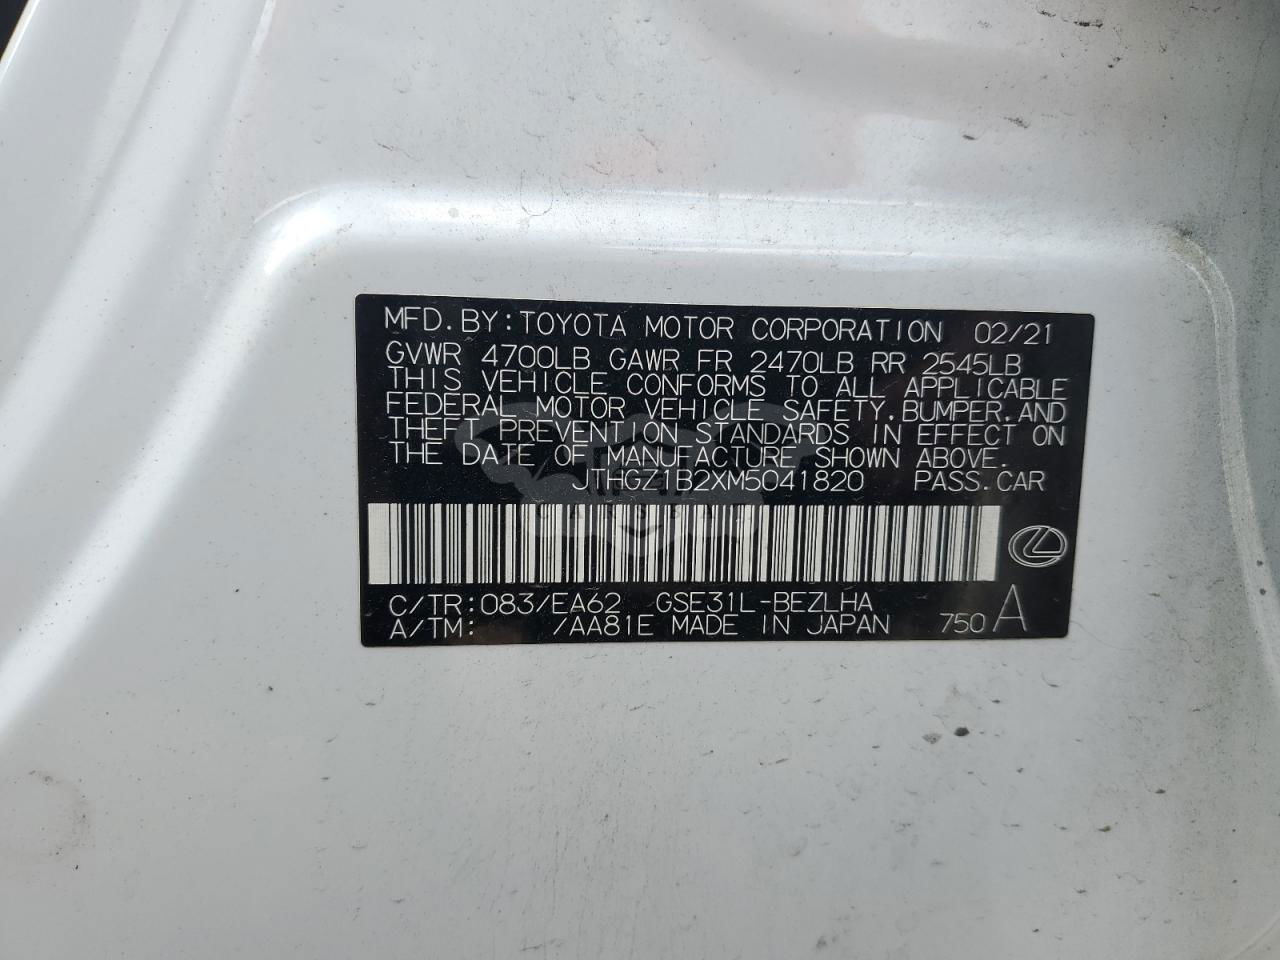 MFD. BY: TOYOTA MOTOR CORPORATION 02/21
GVWR 4700LB GAWR FR 2470LB RR 2545LB
THIS VEHICLE CONFORMS TO ALL APPLICABLE
FEDERAL MOTOR VEHICLE SAFETY, BUMPER, AND
THEFT PREVENTION STANDARDS IN EFFECT ON
THE DATE OF MANUFACTURE SHOWN ABOVE.
JTHGZ1B2XM5041820 PASS. CAR
C/TR: 083/EA62 GSE31L-BEZLHA
A/TM: /AA81E MADE IN JAPAN 750 A